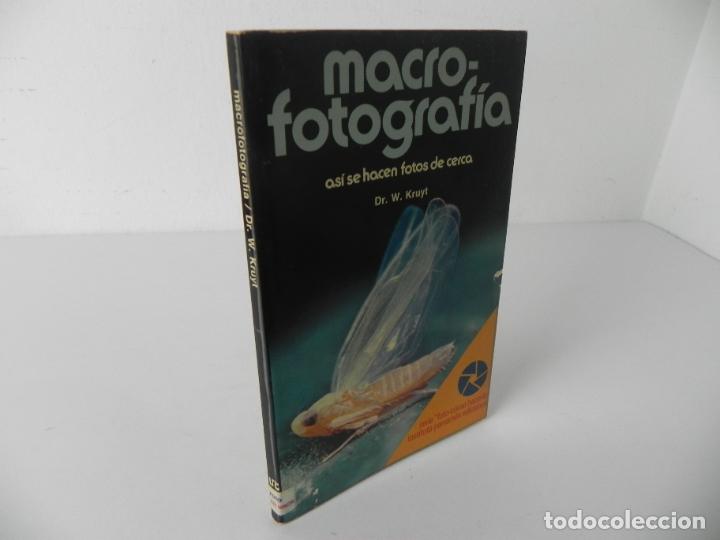 macro-
fotografía
así se hacen fotos de cerca
Dr. W. Kruyt
macrofotografía / Dr. W. Kruyt
todocoleccion